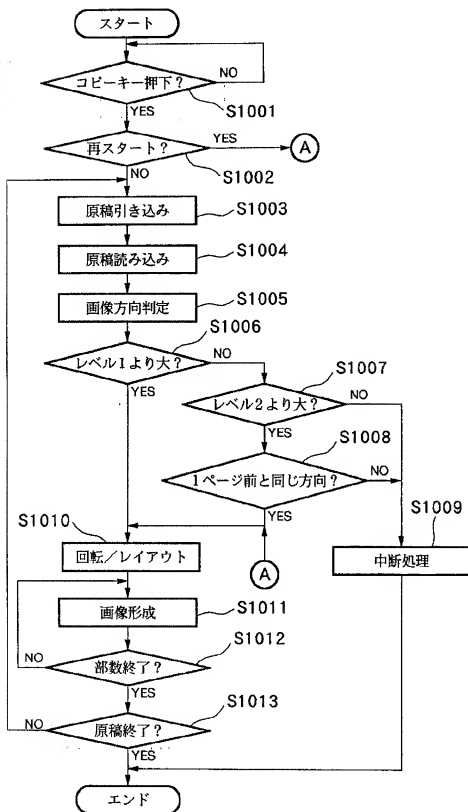 スタート
コピーキー押下?
NO
S1001
YES
再スタート?
YES
A
S1002
NO
原稿引き込み
S1003
原稿読み込み
S1004
画像方向判定
S1005
S1006
レベル1より大?
NO
S1007
YES
レベル2より大?
NO
YES
S1008
1ページ前と同じ方向?
NO
YES
S1009
S1010
回転/レイアウト
A
中断処理
画像形成
S1011
S1012
NO
部数終了?
YES
S1013
NO
原稿終了?
YES
エンド